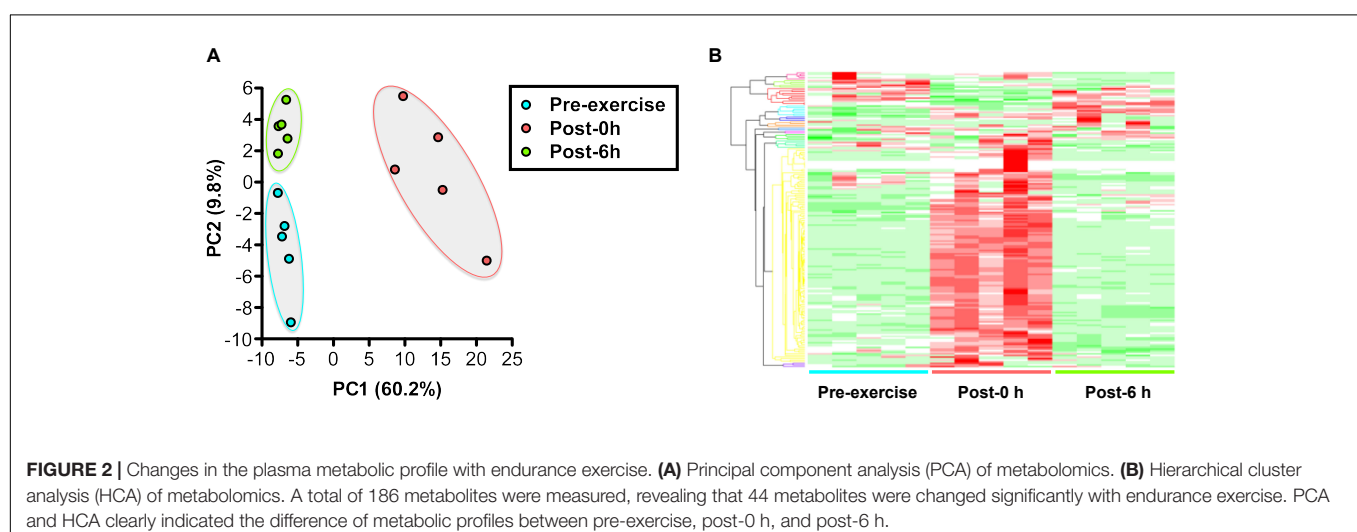 A
B
6
4
2
0
-2
-4
-6
-8
-10
PC2 (9.8%)
-10 -5 0 5 10 15 20 25
PC1 (60.2%)
Pre-exercise
Post-0h
Post-6h
Pre-exercise Post-0 h Post-6 h
FIGURE 2 | Changes in the plasma metabolic profile with endurance exercise. (A) Principal component analysis (PCA) of metabolomics. (B) Hierarchical cluster
analysis (HCA) of metabolomics. A total of 186 metabolites were measured, revealing that 44 metabolites were changed significantly with endurance exercise. PCA
and HCA clearly indicated the difference of metabolic profiles between pre-exercise, post-0 h, and post-6 h.